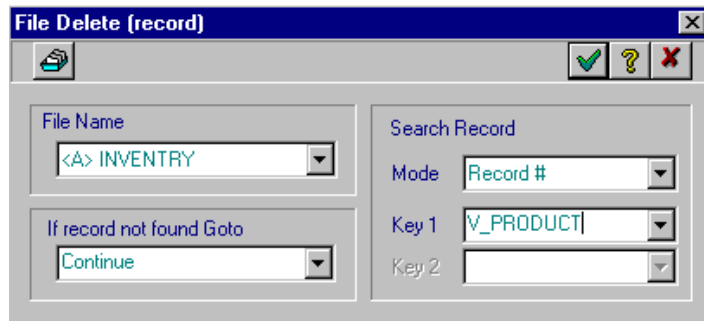 File Delete (record)
File Name
<A> INVENTRY
If record not found Goto
Continue
Search Record
Mode Record #
Key 1 V_PRODUCT
Key 2